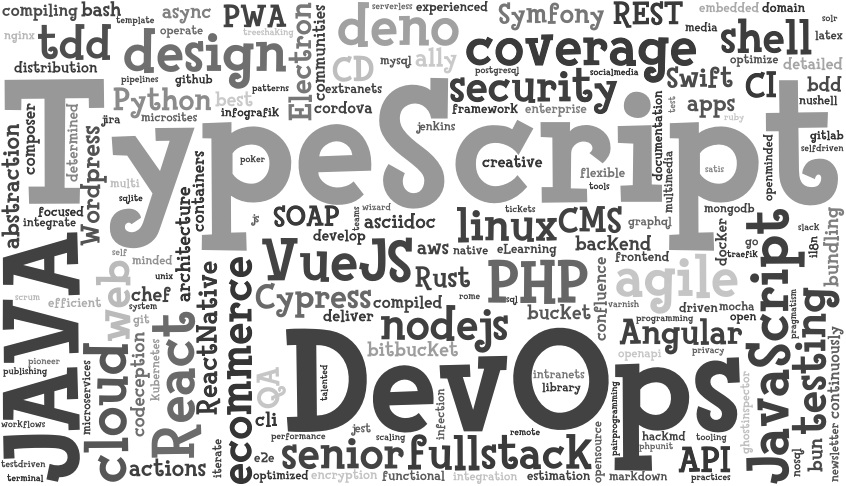 compiling bash
template
async
PWA
Electron
serverless
experienced
Symfony
REST
embedded
domain
solr
nginx
tdd
operate
treeshaking
communities
deno
coverage
media
shell
latex
design
distribution
pipelines
github
patterns
CD
mysql
ally
postgresql
socialmedia
optimize
detailed
TypeScript
Python
best
extranets
security
Swift
CI
bdd
nushell
jira
microsites
infografik
cordova
framework
enterprise
documentation
test
apps
ruby
gitlab
selfdriven
abstraction
composer
determined
Wordpress
jenkins
poker
creative
flexible
tools
multimedia
satis
openminded
multi
sqlite
containers
architecture
focused
integrate
js
SOAP
teams
wizard
asciidoc
tickets
linux
CMS
graphql
mongodb
develop
backend
docker
go
traefik
slack
i18n
bundling
JAVA
self
minded
unix
web
VueJS
aws
native
eLearning
frontend
Rust
PHP
confluence
agile
JavaScript
scrum
efficient
chef
system
git
ReactNative
ecommerce
Cypress
compiled
rome
sql
bucket
varnish
driven
mocha
programming
open
pragmatism
testing
deliver
nodejs
Angular
pioneer
publishing
cloud
codeception
kubernetes
React
bitbucket
openapi
privacy
microservices
DevOps
QA
talented
intranets
library
continuously
workflows
cli
infection
pairprogramming
ghostinspector
performance
jest
scaling
remote
opensource
hackmd
phpunit
tooling
testdriven
terminal
actions
iterate
e2e
senior
fullstack
API
nosql
bun
newsletter
optimized
encryption
functional
integration
estimation
markdown
practices